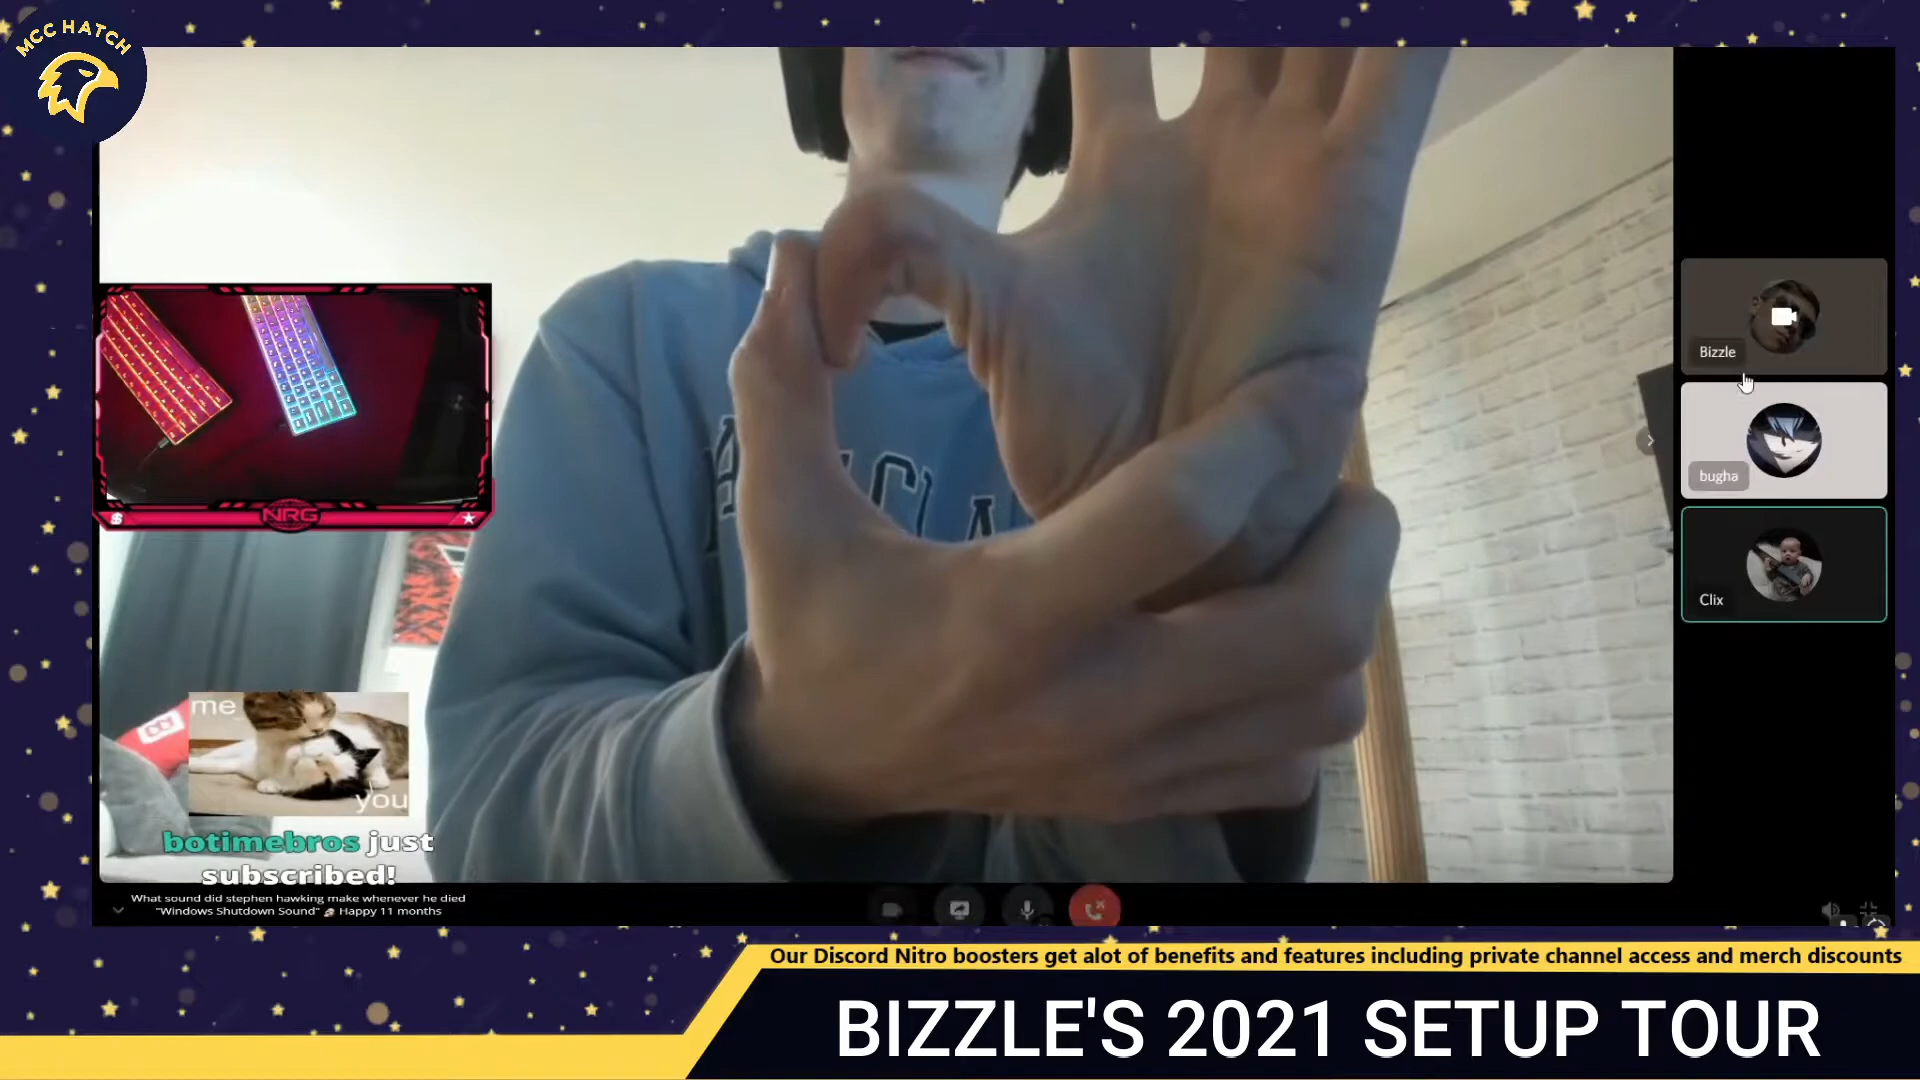 MCC HATCH
Bizzle
bugha
Clix
NRG
me
you
botimebros just
subscribed!
What sound did stephen hawking make whenever he died
"Windows Shutdown Sound" Happy 11 months
Our Discord Nitro boosters get alot of benefits and features including private channel access and merch discounts
BIZZLE'S 2021 SETUP TOUR